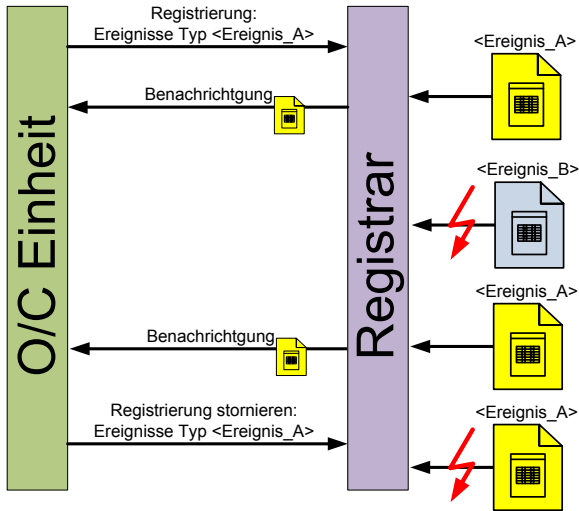 Registrierung:
Ereignisse Typ <Ereignis_A>
<Ereignis_A>
Benachrichtgung
<Ereignis_B>
O/C Einheit
Registrar
<Ereignis_A>
Benachrichtgung
Registrierung stornieren:
Ereignisse Typ <Ereignis_A>
<Ereignis_A>